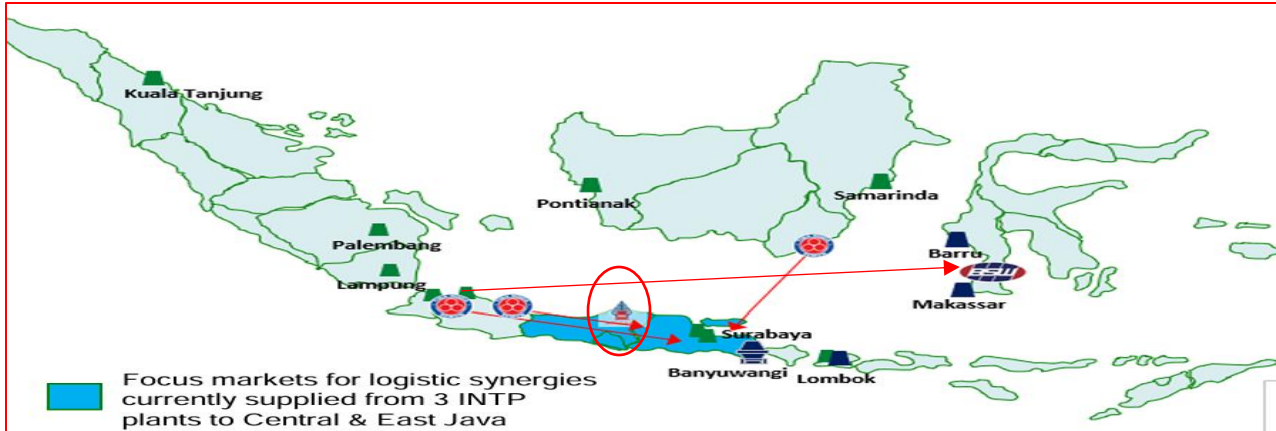 Kuala Tanjung
Pontianak
Samarinda
Palembang
Barru
BSW
Lampung
Makassar
Surabaya
Banyuwangi
Lombok
Focus markets for logistic synergies
currently supplied from 3 INTP
plants to Central & East Java